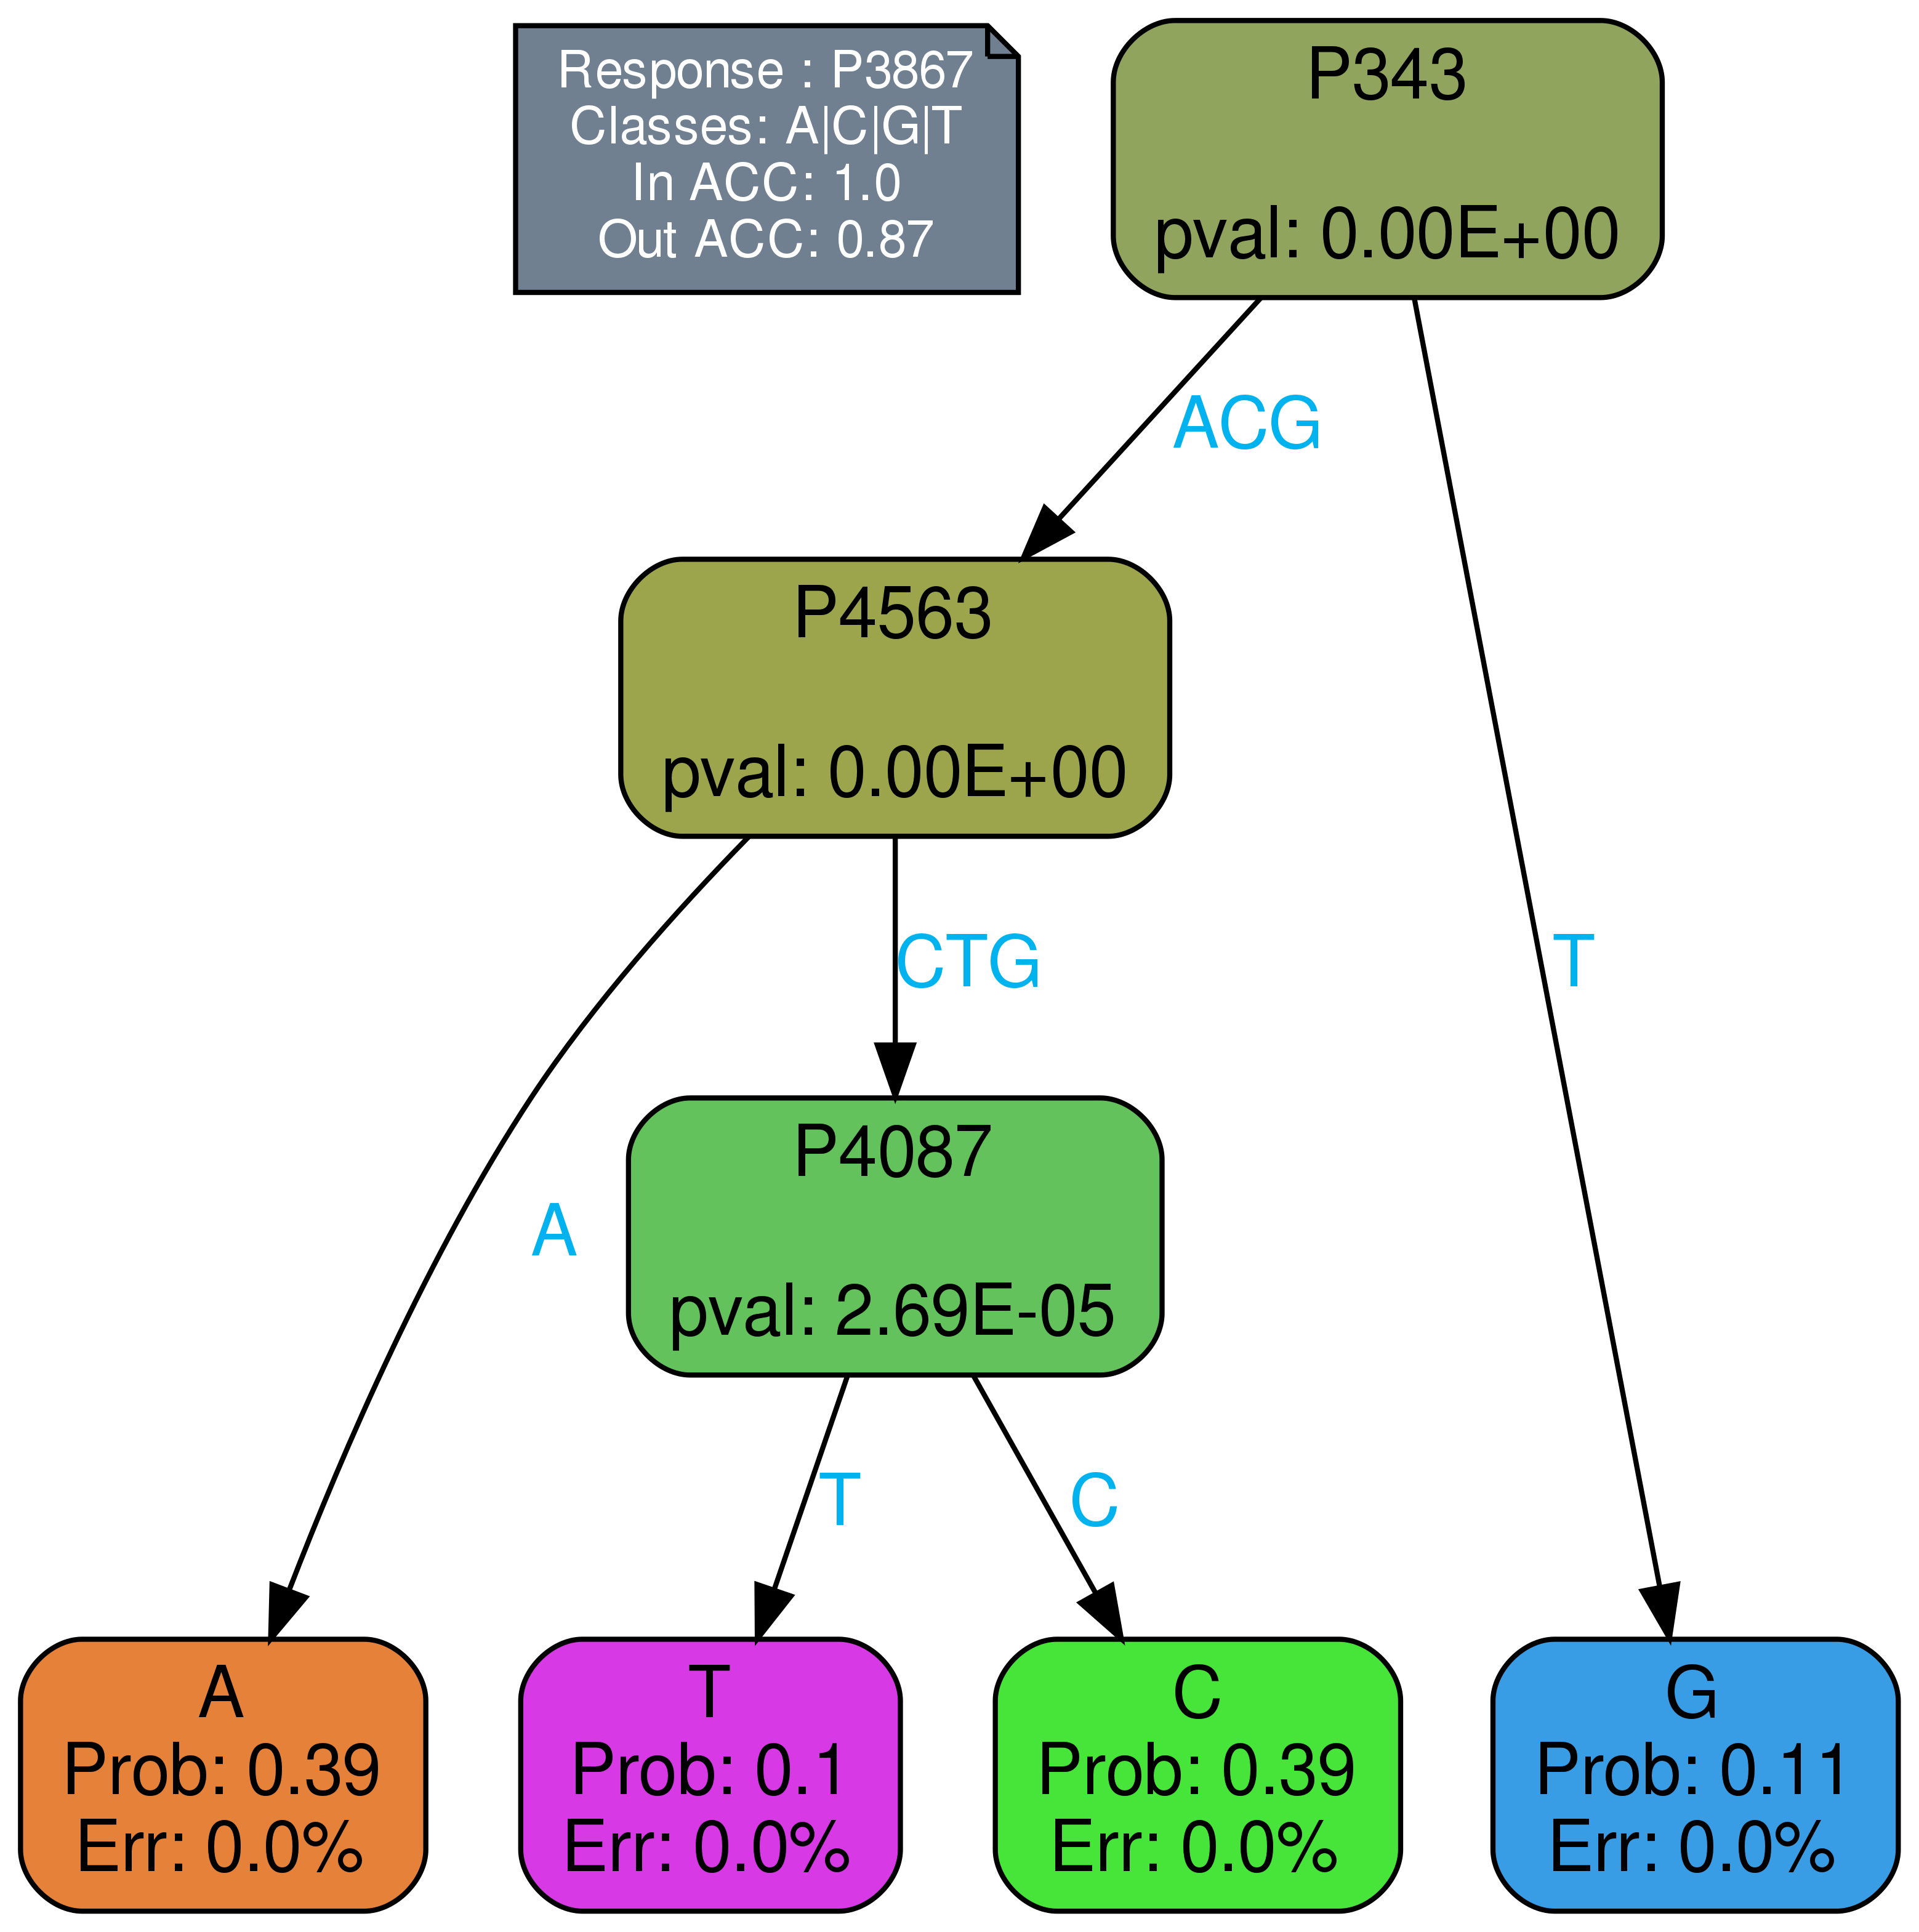 Response : P3867
Classes: A|C|G|T
In ACC: 1.0
Out ACC: 0.87
P343
pval: 0.00E+00
ACG
P4563
pval: 0.00E+00
CTG
T
P4087
pval: 2.69E-05
A
T
C
A
Prob: 0.39
Err: 0.0%
T
Prob: 0.1
Err: 0.0%
C
Prob: 0.39
Err: 0.0%
G
Prob: 0.11
Err: 0.0%